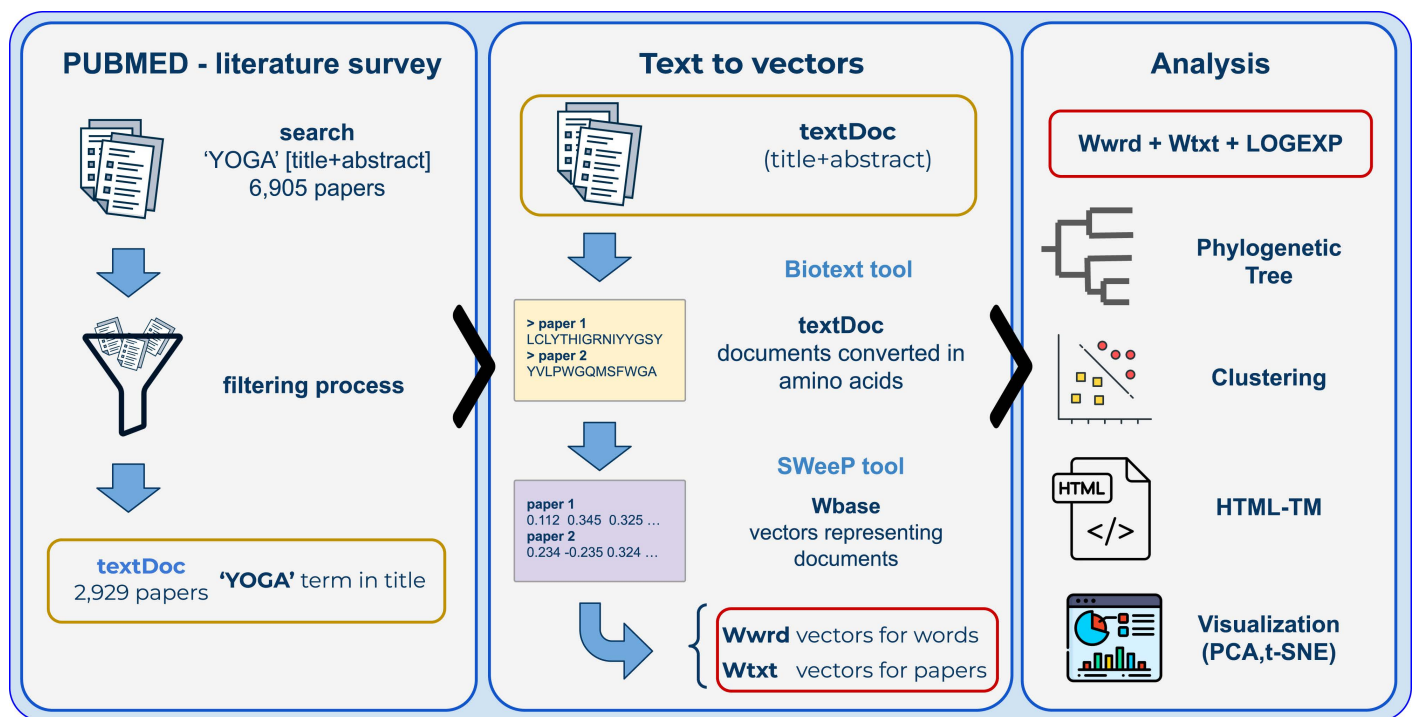 PUBMED - literature survey
search
‘YOGA’ [title+abstract]
6,905 papers
filtering process
textDoc
2,929 papers
‘YOGA’ term in title
Text to vectors
textDoc
(title+abstract)
Biotext tool
> paper 1
LCLYTHIGRNIYYGSY
> paper 2
YVLPWGQMSFWGA
textDoc
documents converted in
amino acids
SWeeP tool
paper 1
0.112 0.345 0.325 ...
paper 2
0.234 -0.235 0.324 ...
Wbase
vectors representing
documents
Wwrd vectors for words
Wtxt vectors for papers
Analysis
Wwrd + Wtxt + LOGEXP
Phylogenetic
Tree
Clustering
HTML
</>
HTML-TM
Visualization
(PCA,t-SNE)